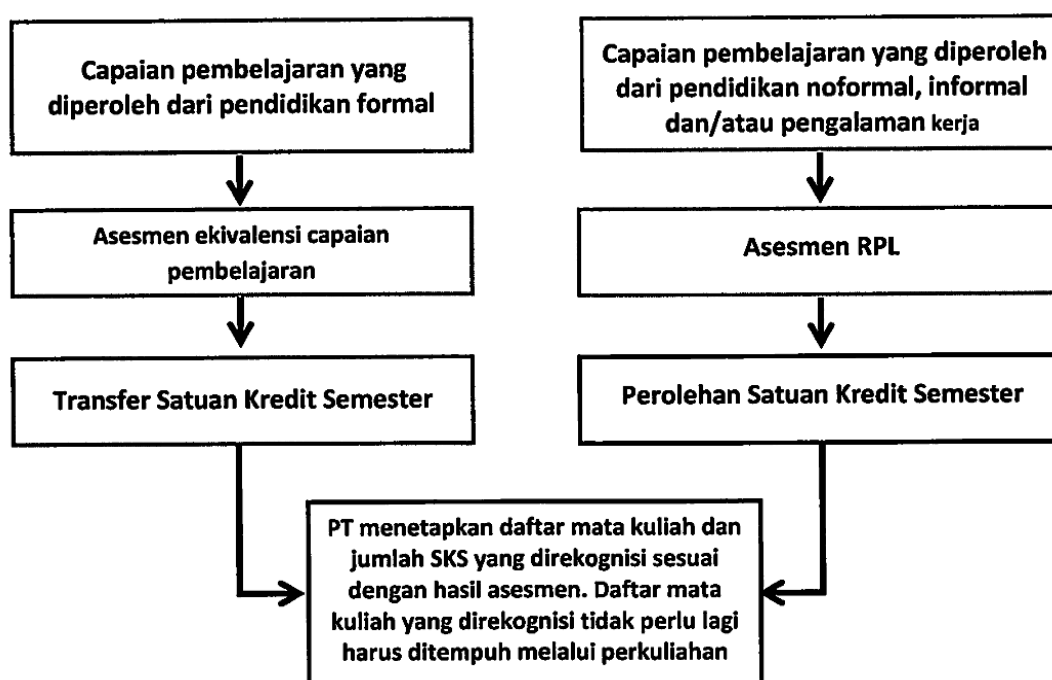 Capaian pembelajaran yang
diperoleh dari pendidikan formal
Asesmen ekivalensi capaian
pembelajaran
Transfer Satuan Kredit Semester
Capaian pembelajaran yang diperoleh
dari pendidikan noformal, informal
dan/atau pengalaman kerja
Asesmen RPL
Perolehan Satuan Kredit Semester
PT menetapkan daftar mata kuliah dan
jumlah SKS yang direkognisi sesuai
dengan hasil asesmen. Daftar mata
kuliah yang direkognisi tidak perlu lagi
harus ditempuh melalui perkuliahan